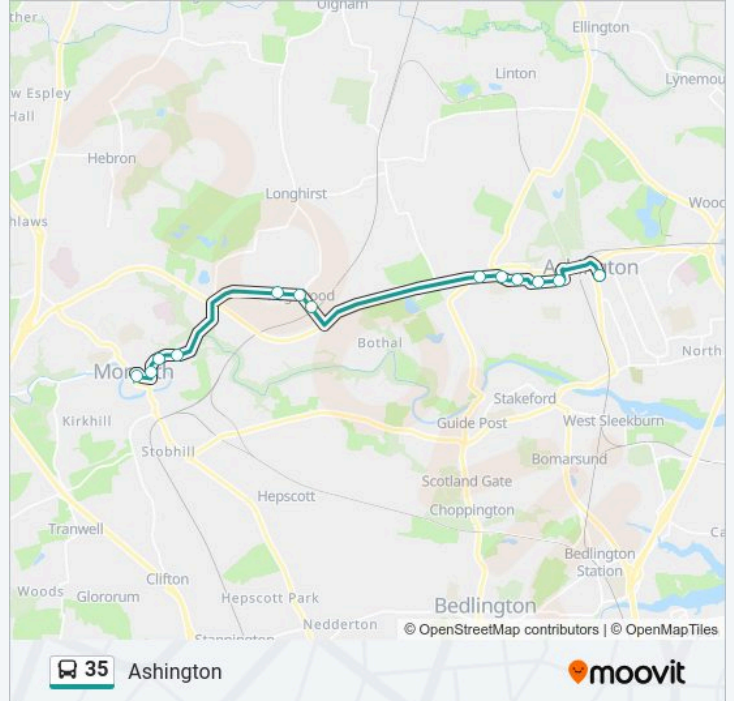 Ulgham
Ellington
Linton
Lynemou
w Espley
Hall
Hebron
Longhirst
Wood
hlaws
Bothal
North
Stakeford
Kirkhill
Guide Post
West Sleekburn
Stobhill
Bomarsund
Scotland Gate
Hepscott
Choppington
Tranwell
Bedlington
Station
Clifton
Woods
Glororum
Hepscott Park
Bedlington
Nedderton
Stannington
© OpenStreetMap contributors | © OpenMapTiles
35 Ashington
moovit